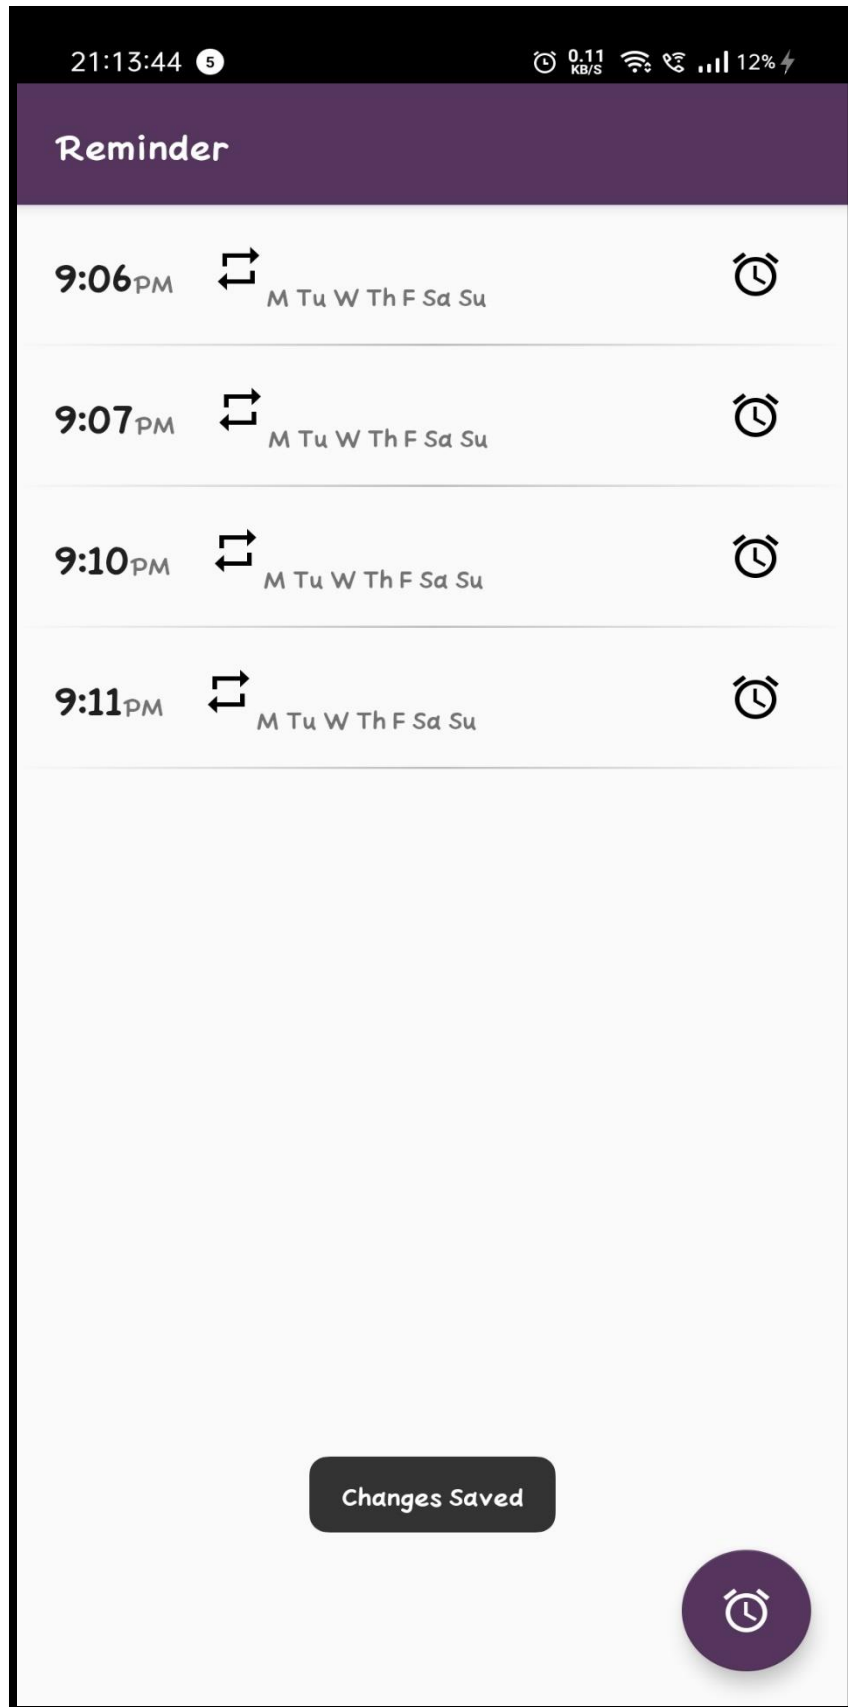 21:13:44 5 0.11 KB/S 12%
Reminder
9:06PM M Tu W Th F Sa Su
9:07PM M Tu W Th F Sa Su
9:10PM M Tu W Th F Sa Su
9:11PM M Tu W Th F Sa Su
Changes Saved